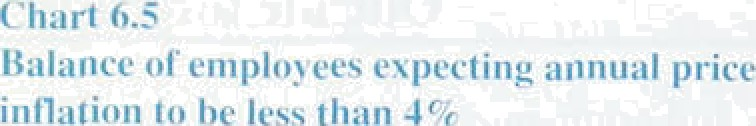 Chart 6.5
Balance of employees expecting annual price
inflation to be less than 4%